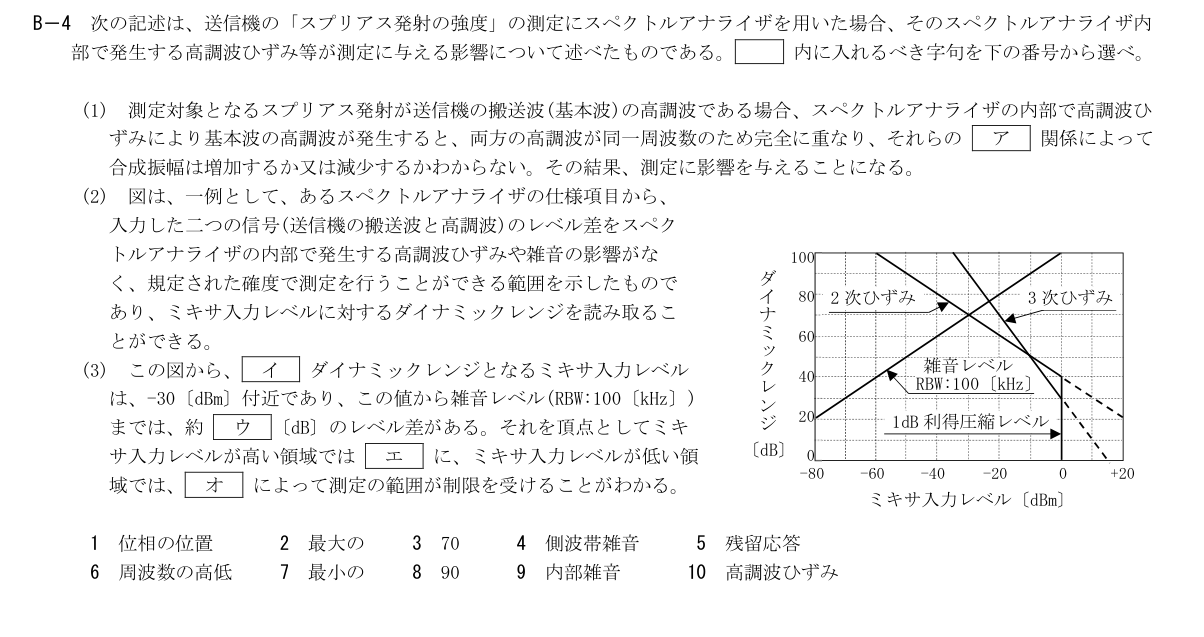 B－4　次の記述は、送信機の「スプリアス発射の強度」の測定にスペクトルアナライザを用いた場合、そのスペクトルアナライザ内
部で発生する高調波ひずみ等が測定に与える影響について述べたものである。　　　内に入れるべき字句を下の番号から選べ。
(1)　測定対象となるスプリアス発射が送信機の搬送波(基本波)の高調波である場合、スペクトルアナライザの内部で高調波ひ
ずみにより基本波の高調波が発生すると、両方の高調波が同一周波数のため完全に重なり、それらの　ア　関係によって
合成振幅は増加するか又は減少するかわからない。その結果、測定に影響を与えることになる。
(2)　図は、一例として、あるスペクトルアナライザの仕様項目から、
入力した二つの信号(送信機の搬送波と高調波)のレベル差をスペク
トルアナライザの内部で発生する高調波ひずみや雑音の影響がな
く、規定された確度で測定を行うことができる範囲を示したもので
あり、ミキサ入力レベルに対するダイナミックレンジを読み取るこ
とができる。
(3)　この図から、　イ　ダイナミックレンジとなるミキサ入力レベル
は、-30〔dBm〕付近であり、この値から雑音レベル(RBW:100〔kHz〕)
までは、約　ウ　〔dB〕のレベル差がある。それを頂点としてミキ
サ入力レベルが高い領域では　エ　に、ミキサ入力レベルが低い領
域では、　オ　によって測定の範囲が制限を受けることがわかる。
ダイナミックレンジ
〔dB〕
100
80
60
40
20
0
2次ひずみ
3次ひずみ
雑音レベル
RBW:100〔kHz〕
1dB利得圧縮レベル
-80　-60　-40　-20　0　+20
ミキサ入力レベル〔dBm〕
1　位相の位置　2　最大の　3　70　4　側波帯雑音　5　残留応答
6　周波数の高低　7　最小の　8　90　9　内部雑音　10　高調波ひずみ